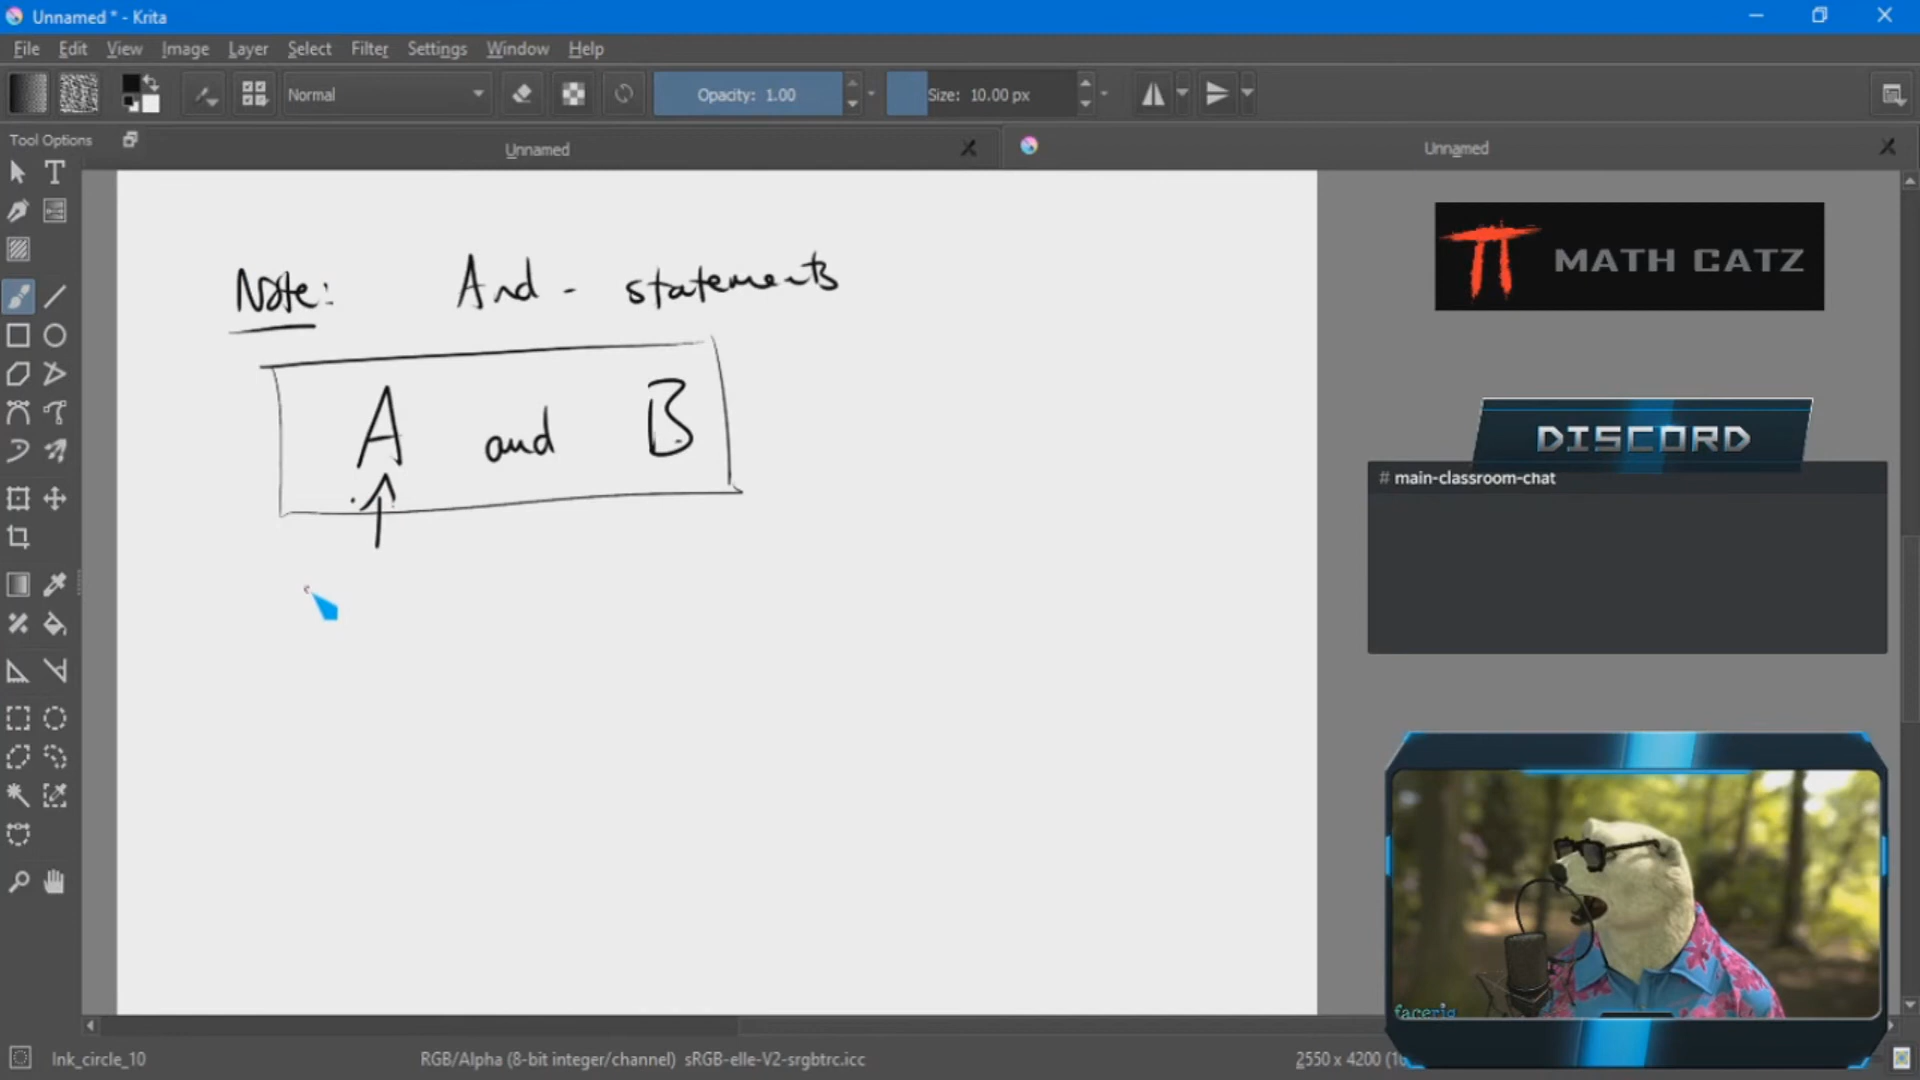 Unnamed * - Krita
File Edit View Image Layer Select Filter Settings Window Help
Normal Opacity: 1.00 Size: 10.00 px
Tool Options
Unnamed Unnamed
Note: And - statements
A and B
MATH CATZ
DISCORD
# main-classroom-chat
facerig
Ink_circle_10 RGB/Alpha (8-bit integer/channel) sRGB-elle-V2-srgbtrc.icc 2550 x 4200